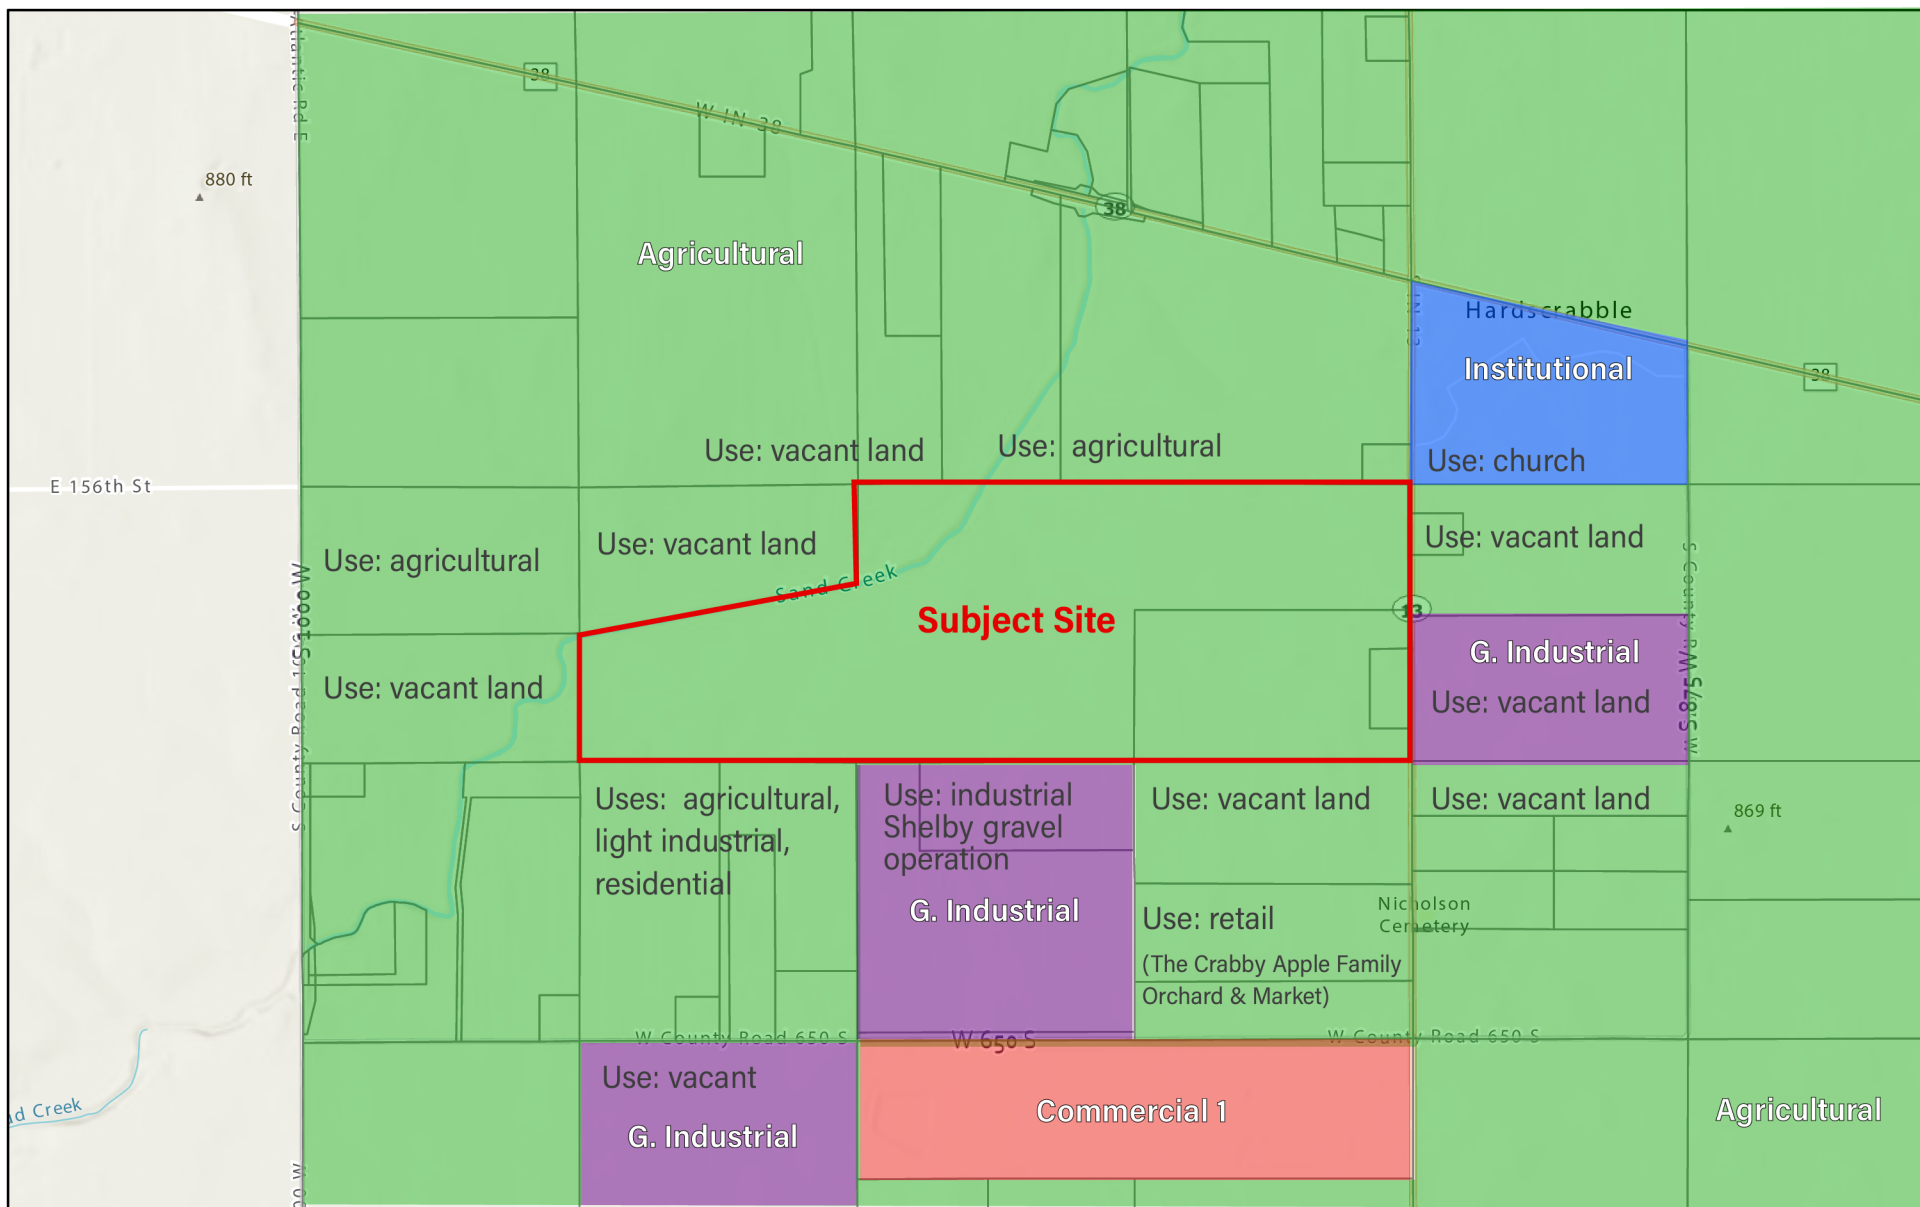 Atlantic Rd E
38
W IN 38
880 ft
38
Agricultural
Hardscrabble
Institutional
38
Use: vacant land
Use: agricultural
Use: church
E 156th St
Use: agricultural
Use: vacant land
Use: vacant land
Sand Creek
Subject Site
13
G. Industrial
Use: vacant land
Use: vacant land
S 1000 W
S 875 W
Uses: agricultural,
light industrial,
residential
Use: industrial
Shelby gravel
operation
G. Industrial
Use: vacant land
Use: vacant land
869 ft
Use: retail
(The Crabby Apple Family
Orchard & Market)
Nicholson
Cemetery
W County Road 650 S
W 650 S
W County Road 650 S
Use: vacant
G. Industrial
Commercial 1
Agricultural
Creek